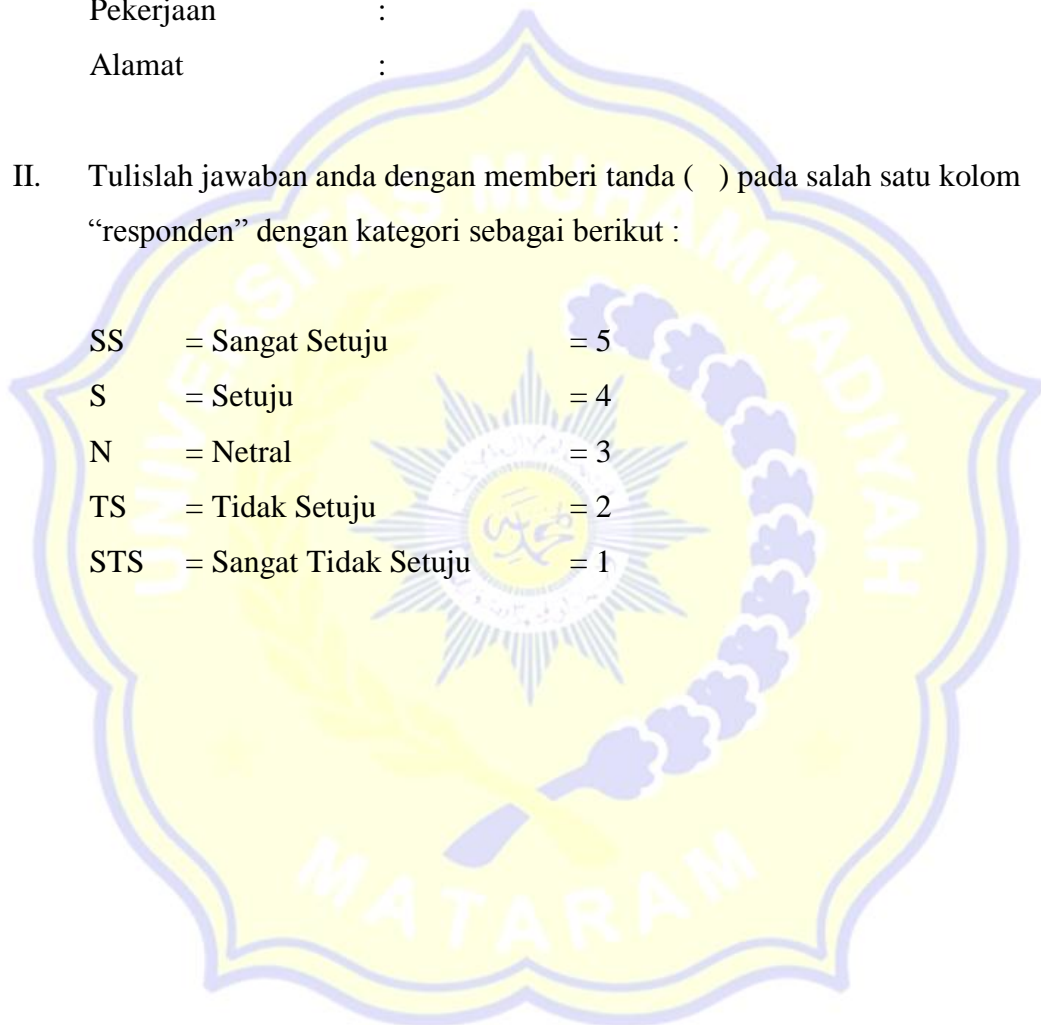 Pekerjaan :
Alamat :
II. Tulislah jawaban anda dengan memberi tanda ( ) pada salah satu kolom
“responden” dengan kategori sebagai berikut :
SS = Sangat Setuju = 5
S = Setuju = 4
N = Netral = 3
TS = Tidak Setuju = 2
STS = Sangat Tidak Setuju = 1
UNIVERSITAS MUHAMMADIYAH
MATARAM